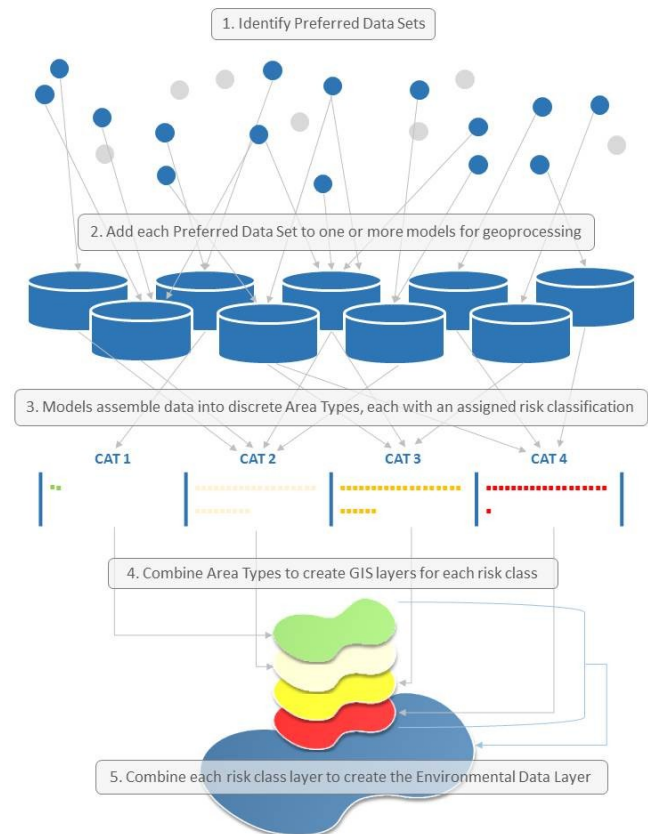 1. Identify Preferred Data Sets
2. Add each Preferred Data Set to one or more models for geoprocessing
3. Models assemble data into discrete Area Types, each with an assigned risk classification
CAT 1
CAT 2
CAT 3
CAT 4
4. Combine Area Types to create GIS layers for each risk class
5. Combine each risk class layer to create the Environmental Data Layer